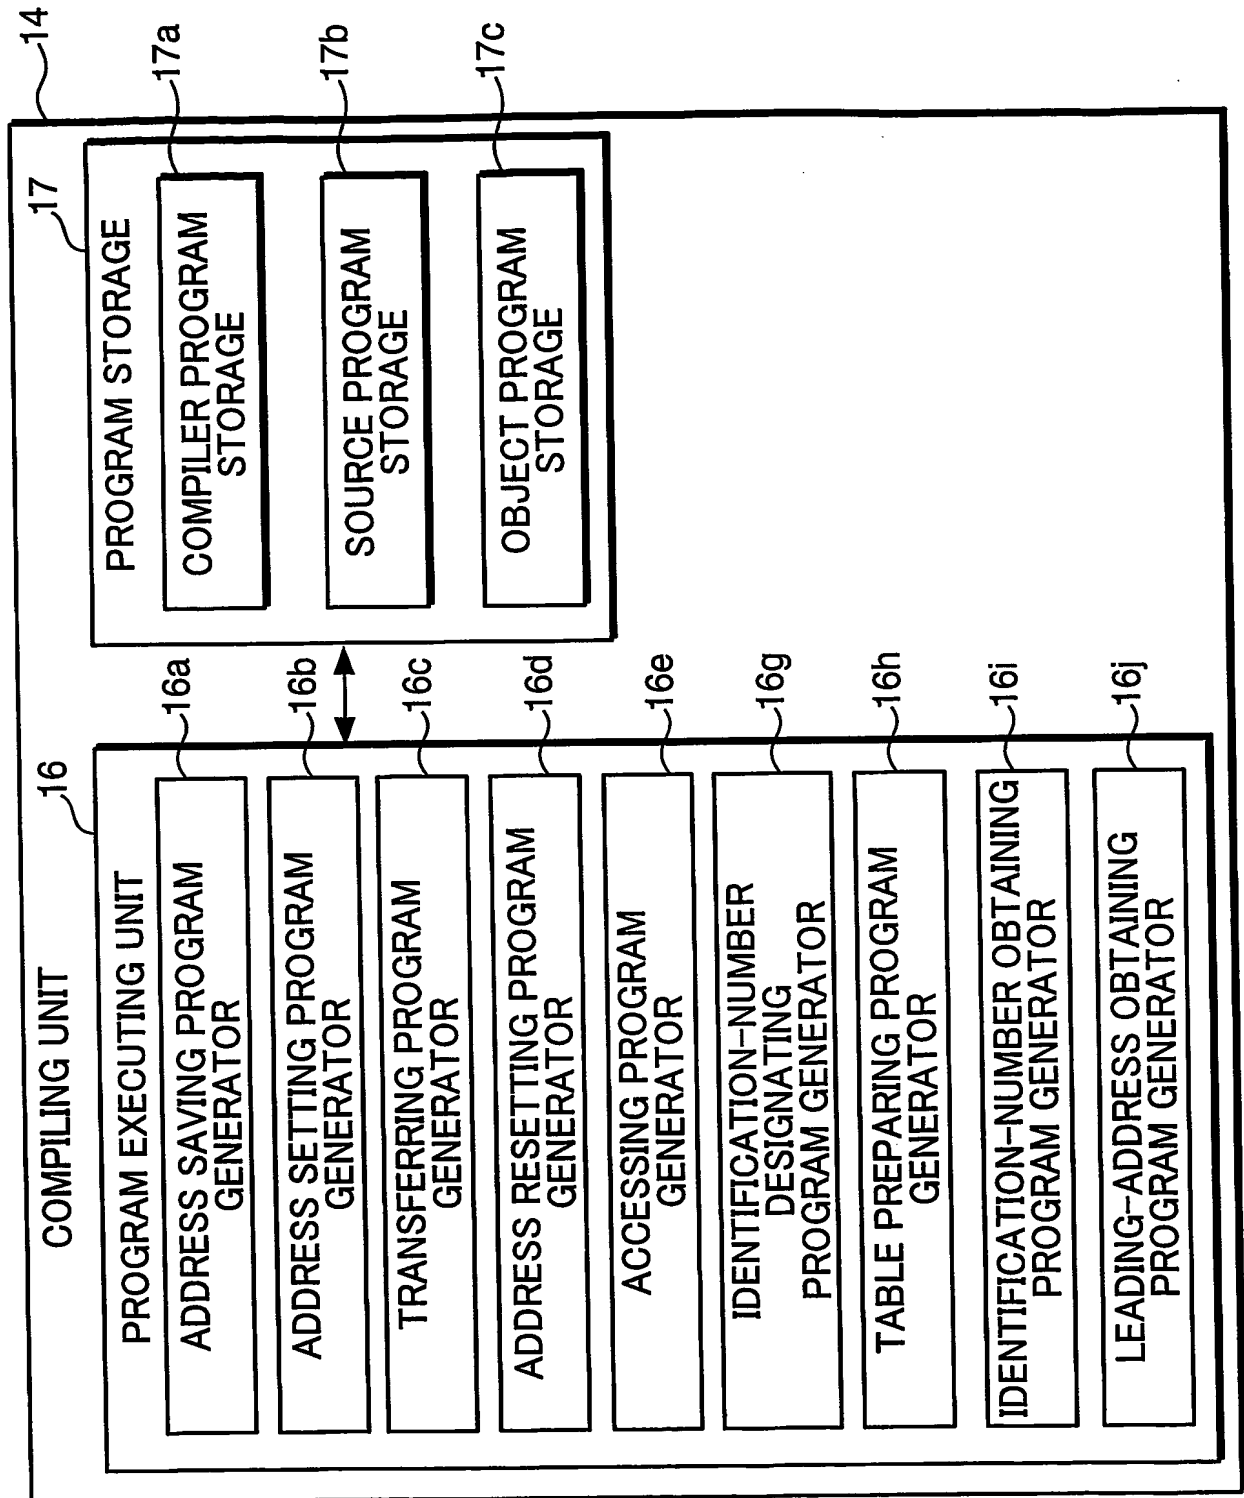 COMPILING UNIT
14
16
PROGRAM EXECUTING UNIT
ADDRESS SAVING PROGRAM
GENERATOR
16a
ADDRESS SETTING PROGRAM
GENERATOR
16b
TRANSFERRING PROGRAM
GENERATOR
16c
ADDRESS RESETTING PROGRAM
GENERATOR
16d
ACCESSING PROGRAM
GENERATOR
16e
IDENTIFICATION-NUMBER
DESIGNATING
PROGRAM GENERATOR
16g
TABLE PREPARING PROGRAM
GENERATOR
16h
IDENTIFICATION-NUMBER OBTAINING
PROGRAM GENERATOR
16i
LEADING-ADDRESS OBTAINING
PROGRAM GENERATOR
16j
17
PROGRAM STORAGE
COMPILER PROGRAM
STORAGE
17a
SOURCE PROGRAM
STORAGE
17b
OBJECT PROGRAM
STORAGE
17c